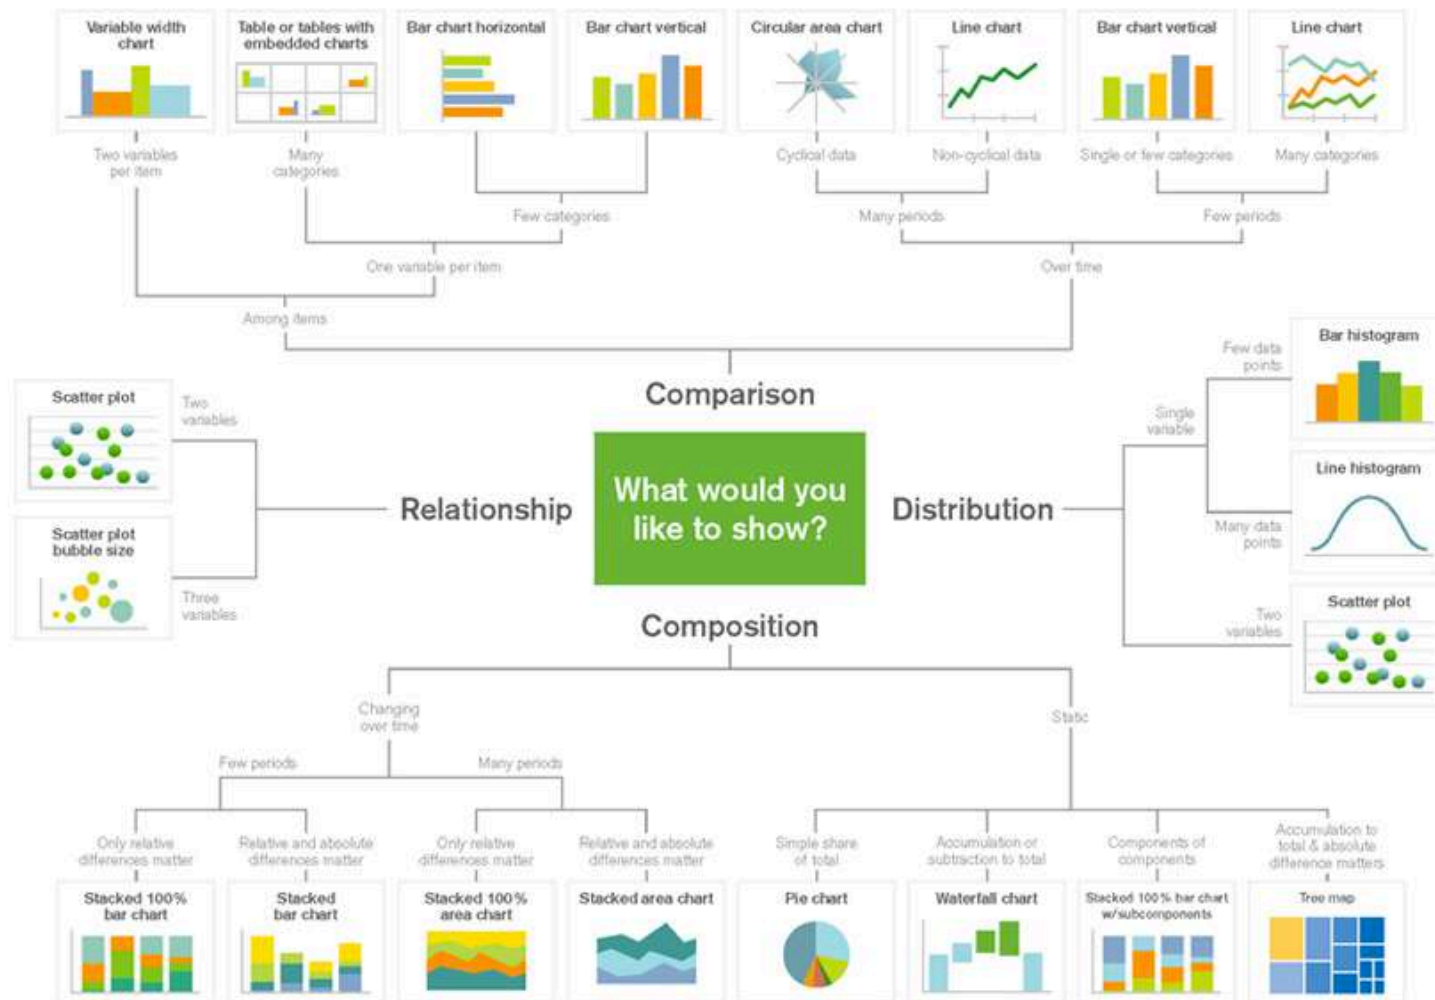 Variable width
chart
Table or tables with
embedded charts
Bar chart horizontal
Bar chart vertical
Circular area chart
Line chart
Bar chart vertical
Line chart
Two variables
per item
Many
categories
Cyclical data
Non-cyclical data
Single or few categories
Many categories
Few categories
Many periods
Few periods
One variable per item
Over time
Among items
Comparison
What would you
like to show?
Relationship
Two
variables
Scatter plot
Three
variables
Scatter plot
bubble size
Distribution
Single
variable
Few data
points
Bar histogram
Many data
points
Line histogram
Two
variables
Scatter plot
Composition
Changing
over time
Static
Few periods
Many periods
Only relative
differences matter
Relative and absolute
differences matter
Only relative
differences matter
Relative and absolute
differences matter
Simple share
of total
Accumulation or
subtraction to total
Components of
components
Accumulation to
total & absolute
difference matters
Stacked 100%
bar chart
Stacked
bar chart
Stacked 100%
area chart
Stacked area chart
Pie chart
Waterfall chart
Stacked 100% bar chart
w/subcomponents
Tree map